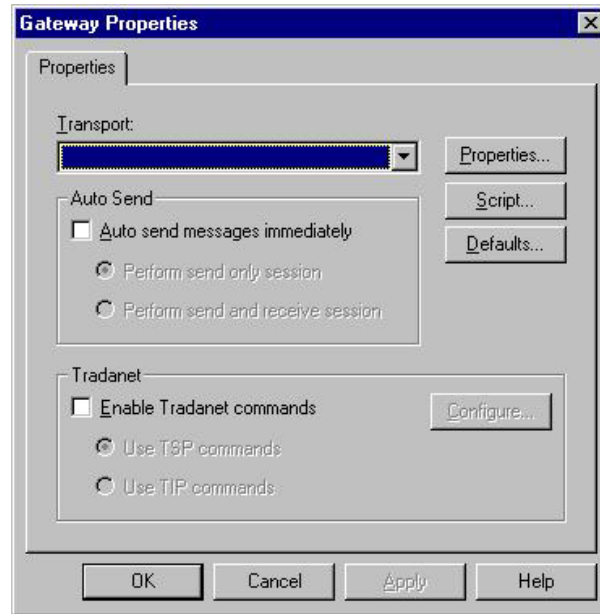 Gateway Properties
Properties
Transport:
Properties...
Auto Send
Script...
Auto send messages immediately
Defaults...
Perform send only session
Perform send and receive session
Tradanet
Enable Tradanet commands
Configure...
Use TSP commands
Use TIP commands
OK
Cancel
Apply
Help